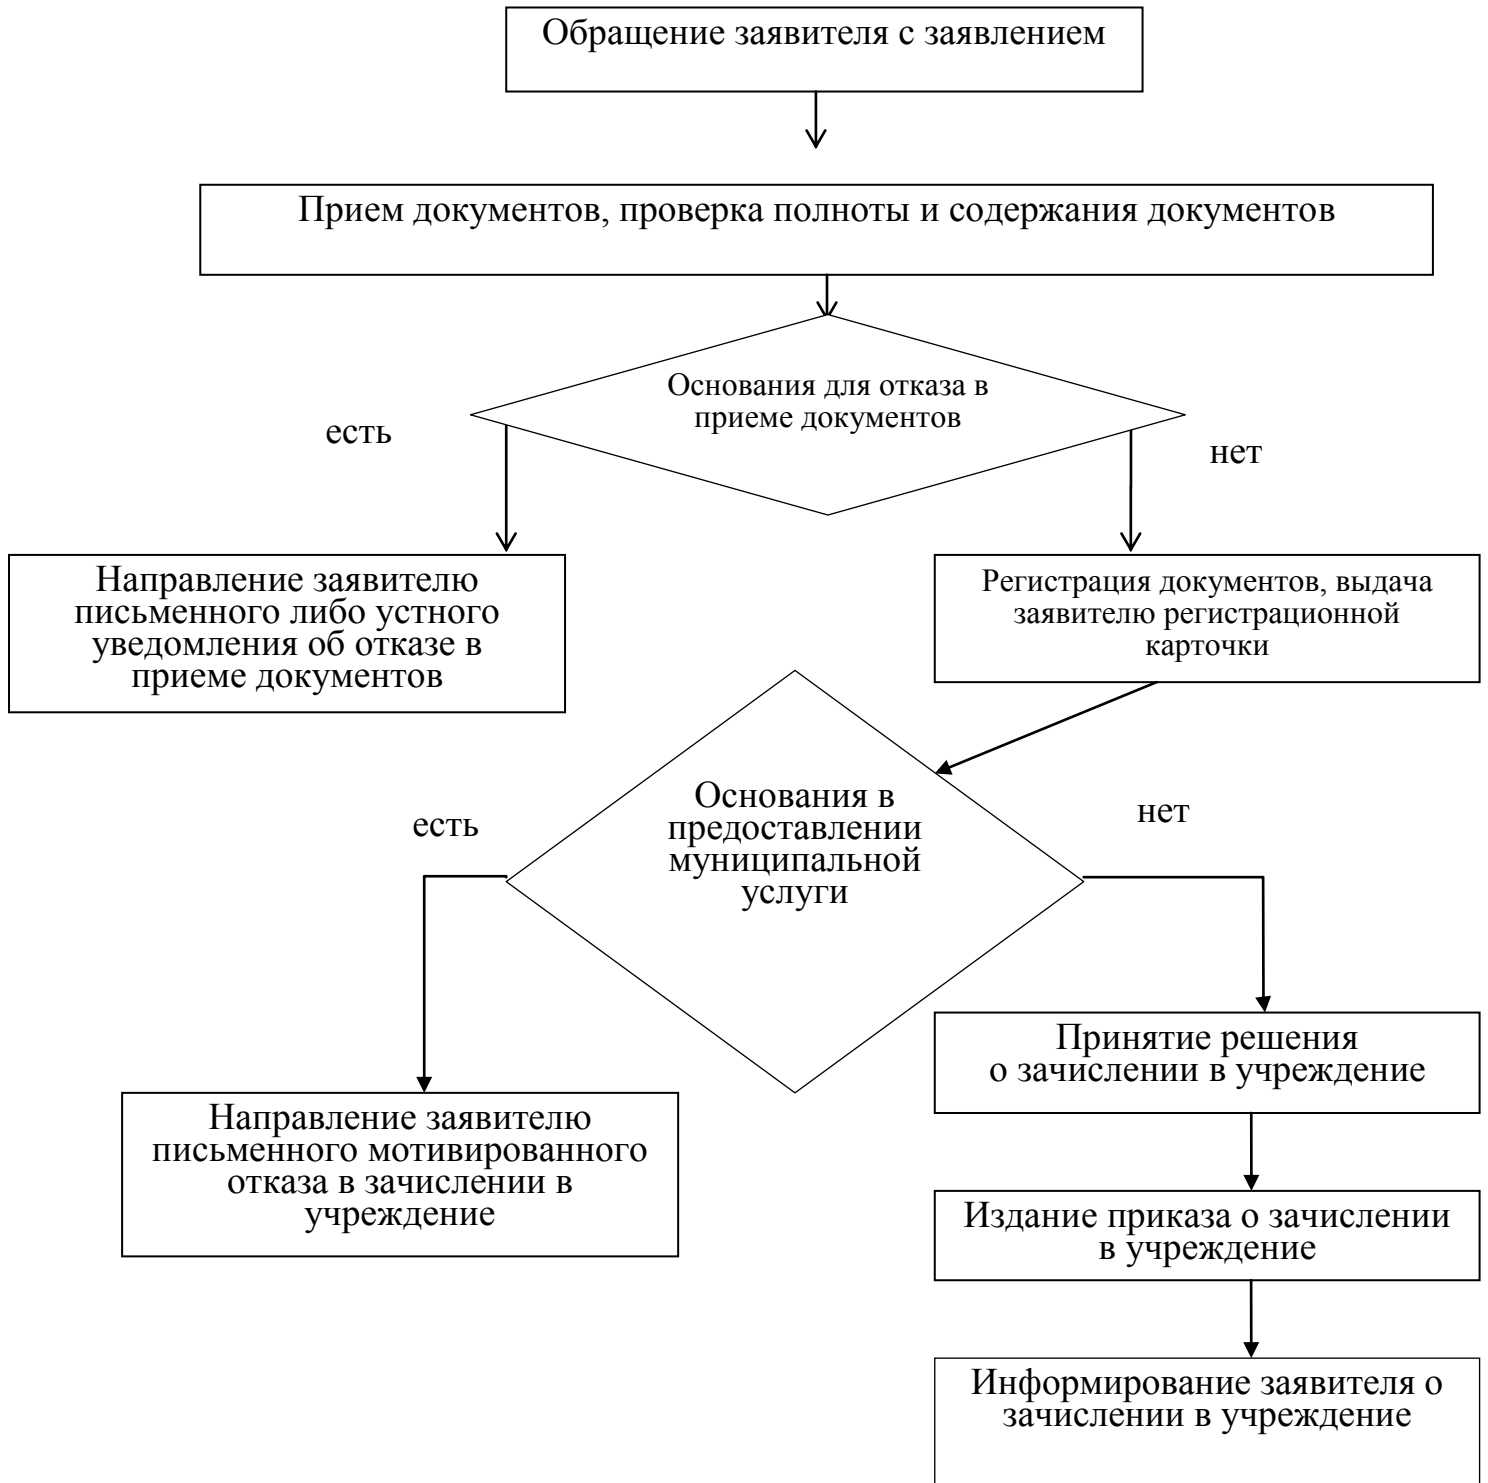 Обращение заявителя с заявлением
Прием документов, проверка полноты и содержания документов
Основания для отказа в
приеме документов
есть
нет
Направление заявителю
письменного либо устного
уведомления об отказе в
приеме документов
Регистрация документов, выдача
заявителю регистрационной
карточки
Основания в
предоставлении
муниципальной
услуги
есть
нет
Принятие решения
о зачислении в учреждение
Направление заявителю
письменного мотивированного
отказа в зачислении в
учреждение
Издание приказа о зачислении
в учреждение
Информирование заявителя о
зачислении в учреждение